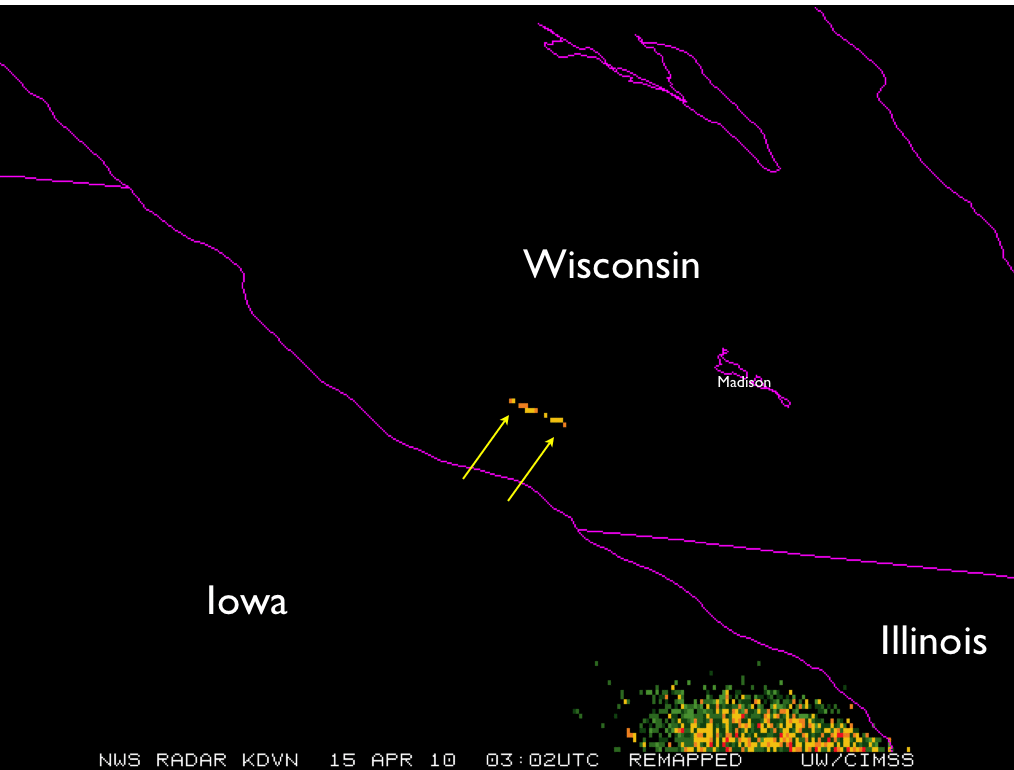 Wisconsin
Madison
Iowa
Illinois
NWS RADAR KDVN 15 APR 10 03:02UTC REMAPPED UW/CIMSS